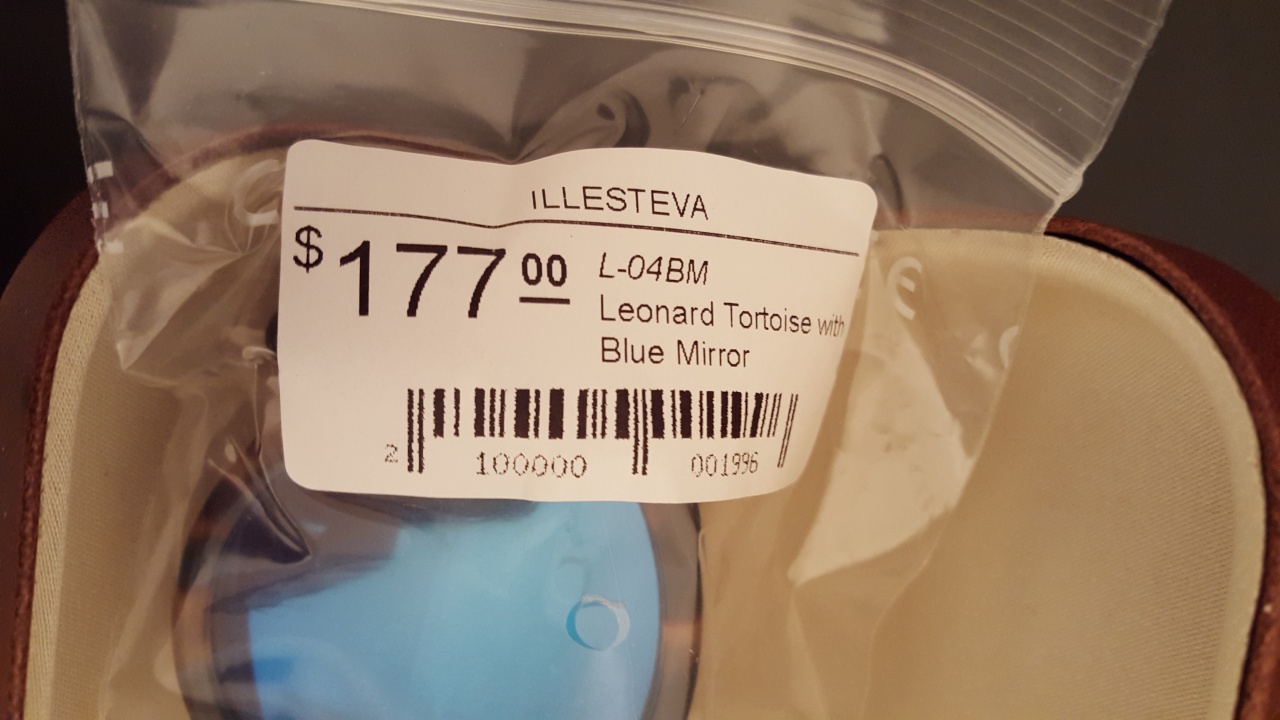 ILLESTEVA
$177.00
L-04BM
Leonard Tortoise with
Blue Mirror
2 100000 001996